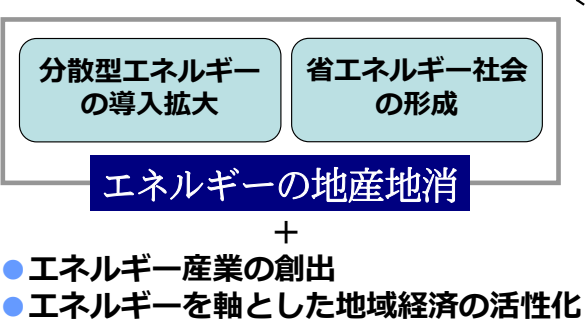 分散型エネルギー
の導入拡大
省エネルギー社会
の形成
エネルギーの地産地消
＋
●エネルギー産業の創出
●エネルギーを軸とした地域経済の活性化